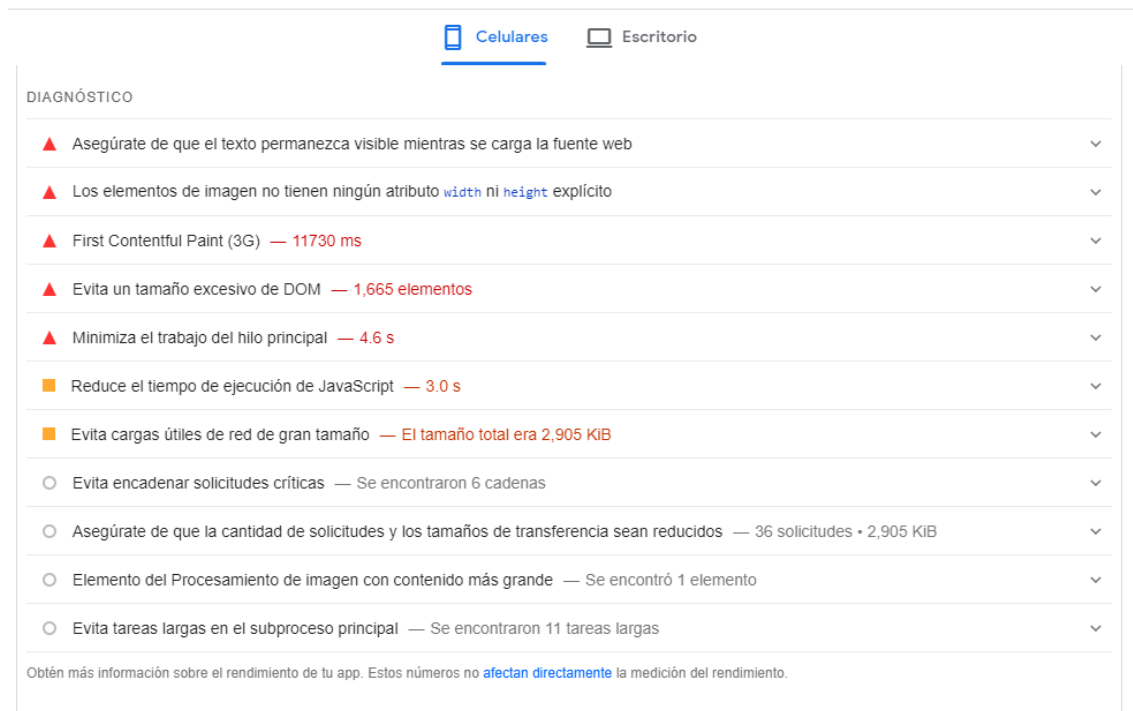 Celulares Escritorio
DIAGNÓSTICO
Asegúrate de que el texto permanezca visible mientras se carga la fuente web
Los elementos de imagen no tienen ningún atributo width ni height explícito
First Contentful Paint (3G) — 11730 ms
Evita un tamaño excesivo de DOM — 1,665 elementos
Minimiza el trabajo del hilo principal — 4.6 s
Reduce el tiempo de ejecución de JavaScript — 3.0 s
Evita cargas útiles de red de gran tamaño — El tamaño total era 2,905 KiB
Evita encadenar solicitudes críticas — Se encontraron 6 cadenas
Asegúrate de que la cantidad de solicitudes y los tamaños de transferencia sean reducidos — 36 solicitudes • 2,905 KiB
Elemento del Procesamiento de imagen con contenido más grande — Se encontró 1 elemento
Evita tareas largas en el subproceso principal — Se encontraron 11 tareas largas
Obtén más información sobre el rendimiento de tu app. Estos números no afectan directamente la medición del rendimiento.